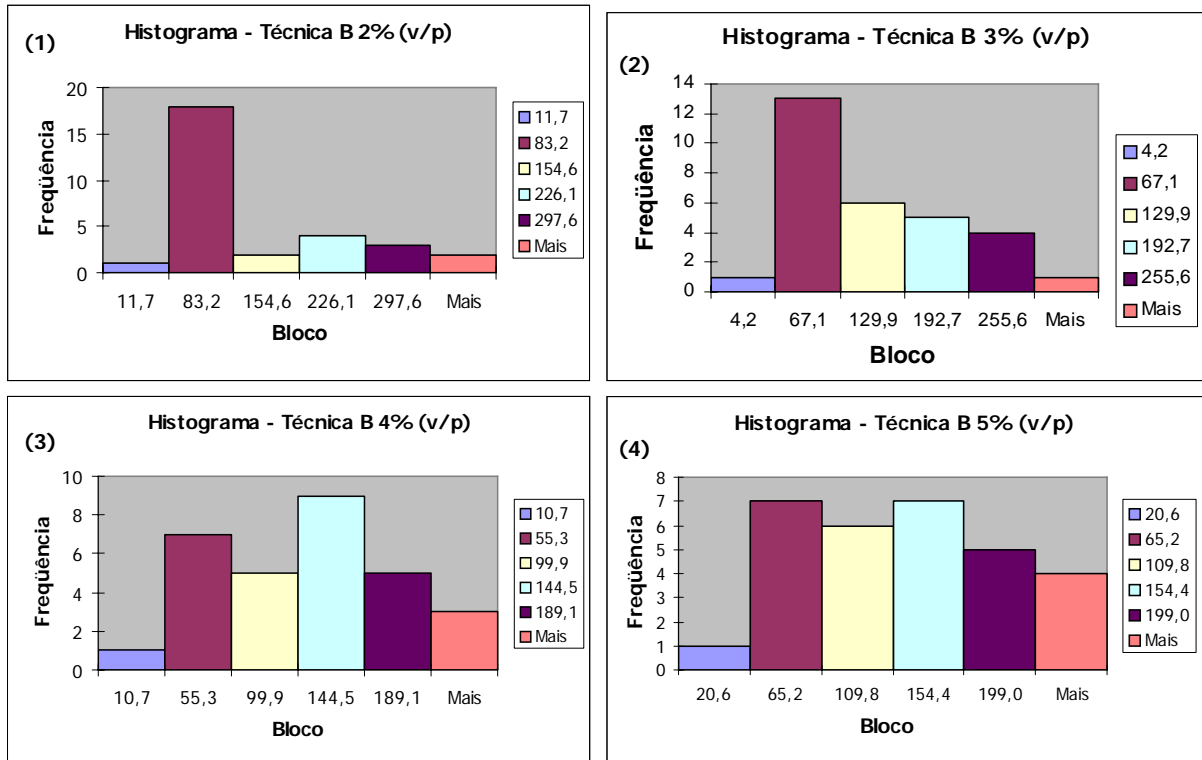 (1)
Histograma - Técnica B 2% (v/p)
Freqüência
20
15
10
5
0
11,7 83,2 154,6 226,1 297,6 Mais
Bloco
11,7
83,2
154,6
226,1
297,6
Mais
(2)
Histograma - Técnica B 3% (v/p)
Freqüência
14
12
10
8
6
4
2
0
4,2 67,1 129,9 192,7 255,6 Mais
Bloco
4,2
67,1
129,9
192,7
255,6
Mais
(3)
Histograma - Técnica B 4% (v/p)
Freqüência
10
8
6
4
2
0
10,7 55,3 99,9 144,5 189,1 Mais
Bloco
10,7
55,3
99,9
144,5
189,1
Mais
(4)
Histograma - Técnica B 5% (v/p)
Freqüência
8
7
6
5
4
3
2
1
0
20,6 65,2 109,8 154,4 199,0 Mais
Bloco
20,6
65,2
109,8
154,4
199,0
Mais